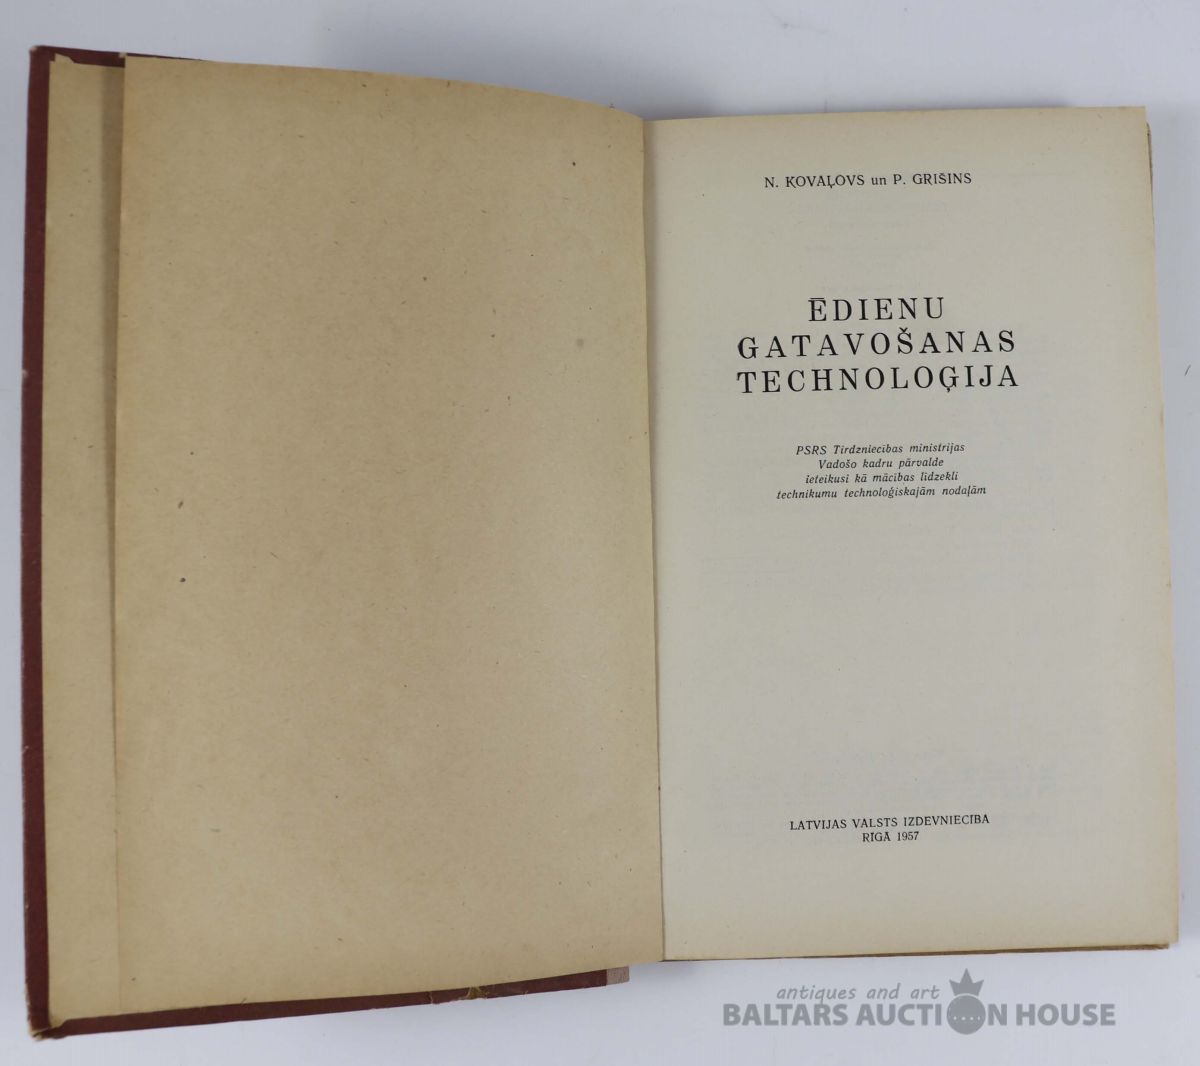 N. KOVAĻOVS un P. GRIŠINS
ĒDIENU
GATAVOŠANAS
TECHNOLOĢIJA
PSRS Tirdzniecības ministrijas
Vadošo kadru pārvalde
ieteikusi kā mācības līdzekli
technikumu technoloģiskajām nodaļām
LATVIJAS VALSTS IZDEVNIECĪBA
RĪGĀ 1957
antiques and art
BALTARS AUCTION HOUSE